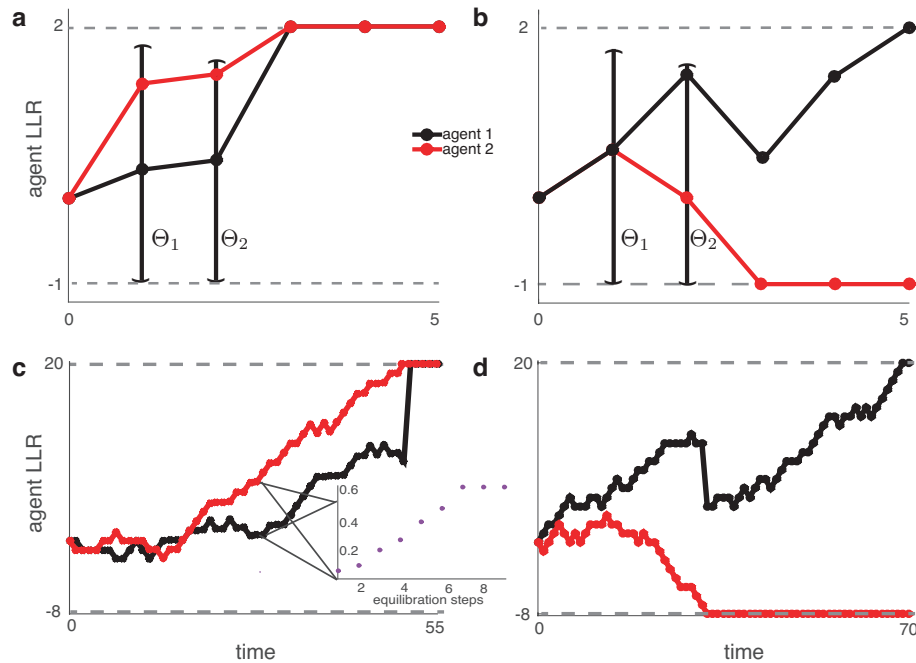 a
2
agent LLR
-1
0
5
Θ1
Θ2
agent 1
agent 2
b
2
-1
0
5
Θ1
Θ2
c
20
agent LLR
-8
0
55
time
0.6
0.4
0.2
2
4
6
8
equilibration steps
d
20
-8
0
70
time